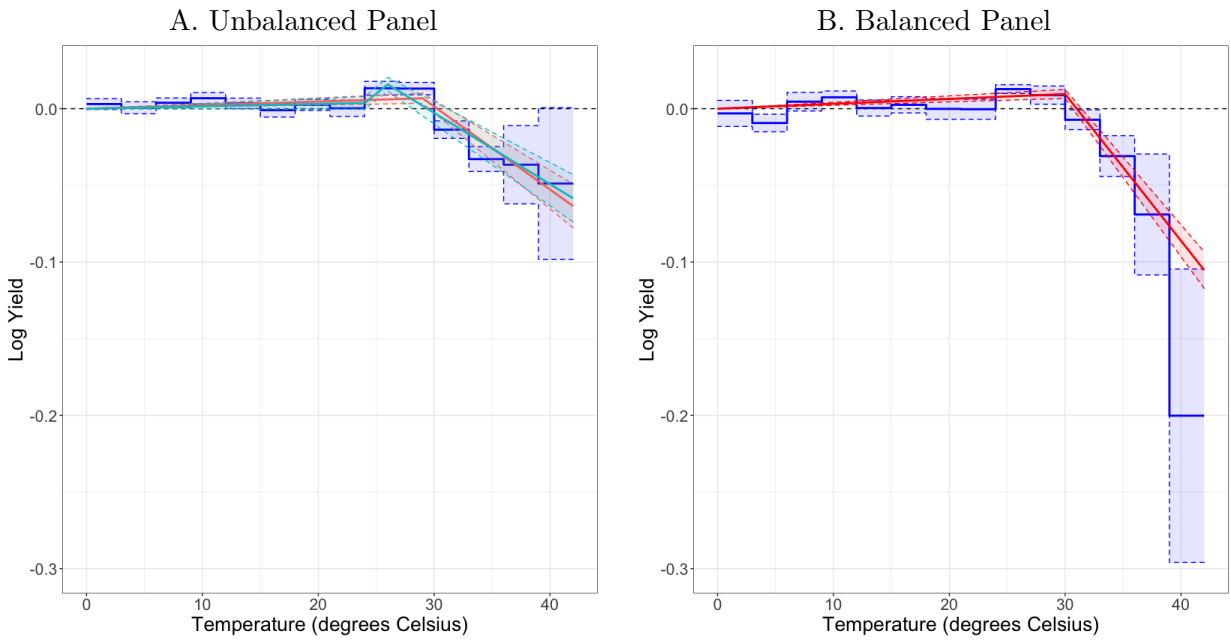 A. Unbalanced Panel
0.0
-0.1
-0.2
-0.3
Log Yield
0 10 20 30 40
Temperature (degrees Celsius)
B. Balanced Panel
0.0
-0.1
-0.2
-0.3
Log Yield
0 10 20 30 40
Temperature (degrees Celsius)